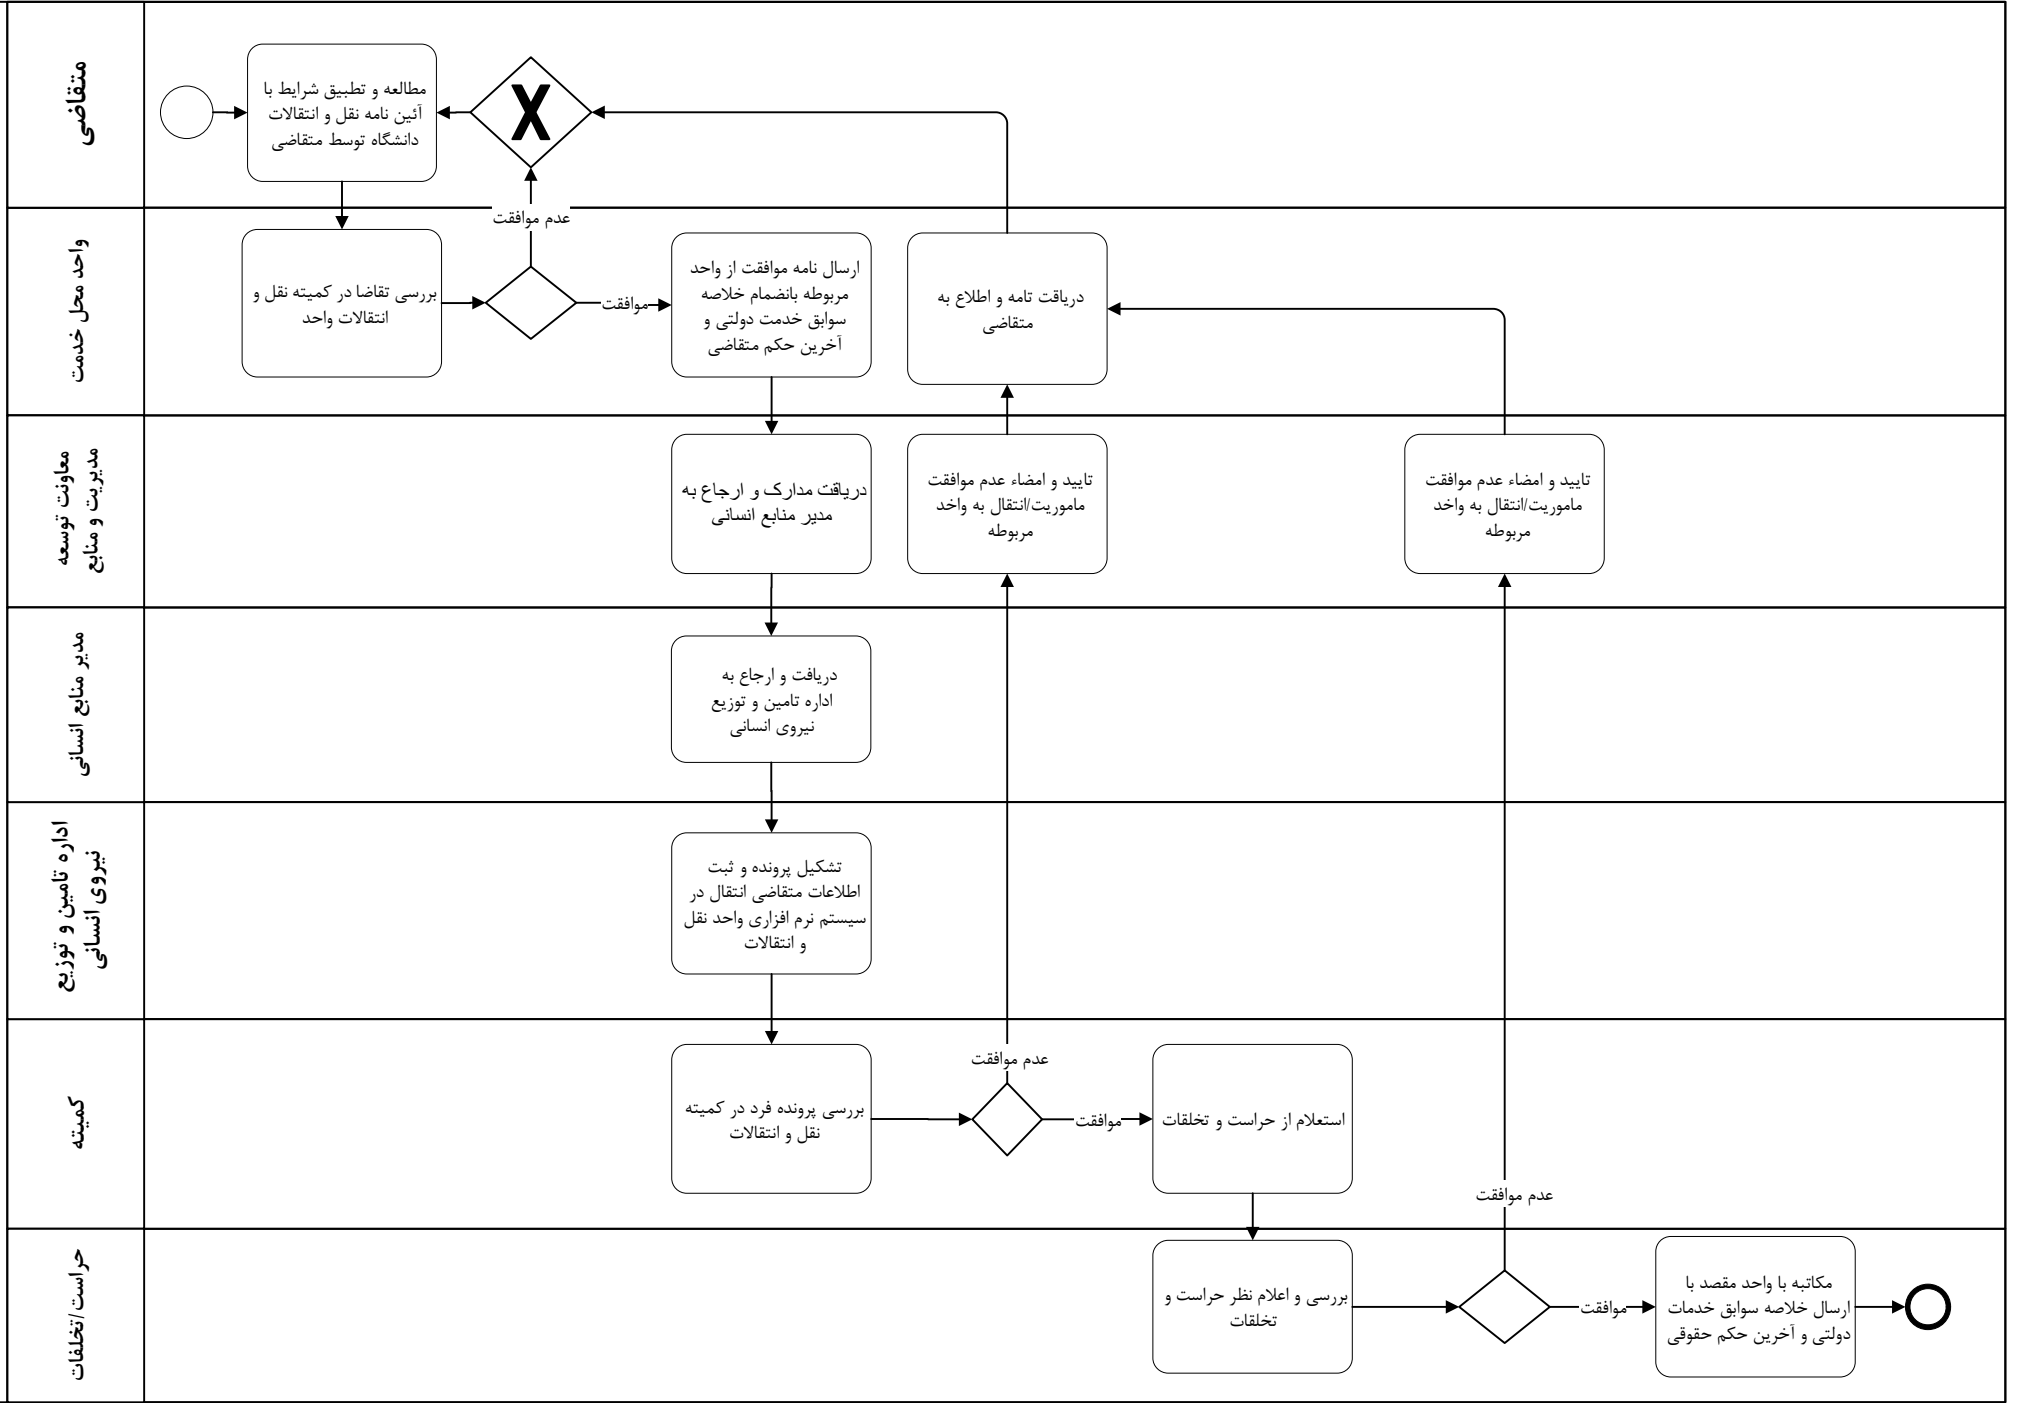 متقاضی
مطالعه و تطبیق شرایط با
آئین نامه نقل و انتقالات
دانشگاه توسط متقاضی
X
واحد محل خدمت
بررسی تقاضا در کمیته نقل و
انتقالات واحد
عدم موافقت
موافقت
ارسال نامه موافقت از واحد
مربوطه بانضمام خلاصه
سوابق خدمت دولتی و
آخرین حکم متقاضی
دریاقت تامه و اطلاع به
متقاضی
معاونت توسعه
مدیریت و منابع
دریاقت مدارک و ارجاع به
مدیر منابع انسانی
تایید و امضاء عدم موافقت
ماموریت/انتقال به واخد
مربوطه
تایید و امضاء عدم موافقت
ماموریت/انتقال به واخد
مربوطه
مدیر منابع انسانی
دریافت و ارجاع به
اداره تامین و توزیع
نیروی انسانی
اداره تامین و توزیع
نیروی انسانی
تشکیل پرونده و ثبت
اطلاعات متقاضی انتقال در
سیستم نرم افزاری واحد نقل
و انتقالات
کمیته
بررسی پرونده فرد در کمیته
نقل و انتقالات
عدم موافقت
موافقت
استعلام از حراست و تخلقات
حراست/تخلفات
بررسی و اعلام نظر حراست و
تخلقات
عدم موافقت
موافقت
مکاتبه با واحد مقصد با
ارسال خلاصه سوابق خدمات
دولتی و آخرین حکم حقوقی